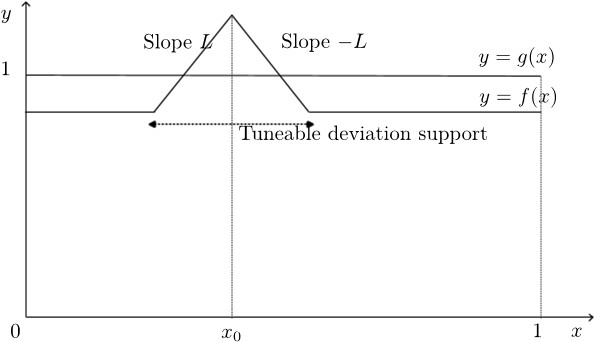 y
Slope L
Slope −L
y = g(x)
1
y = f(x)
Tuneable deviation support
0
x₀
1
x